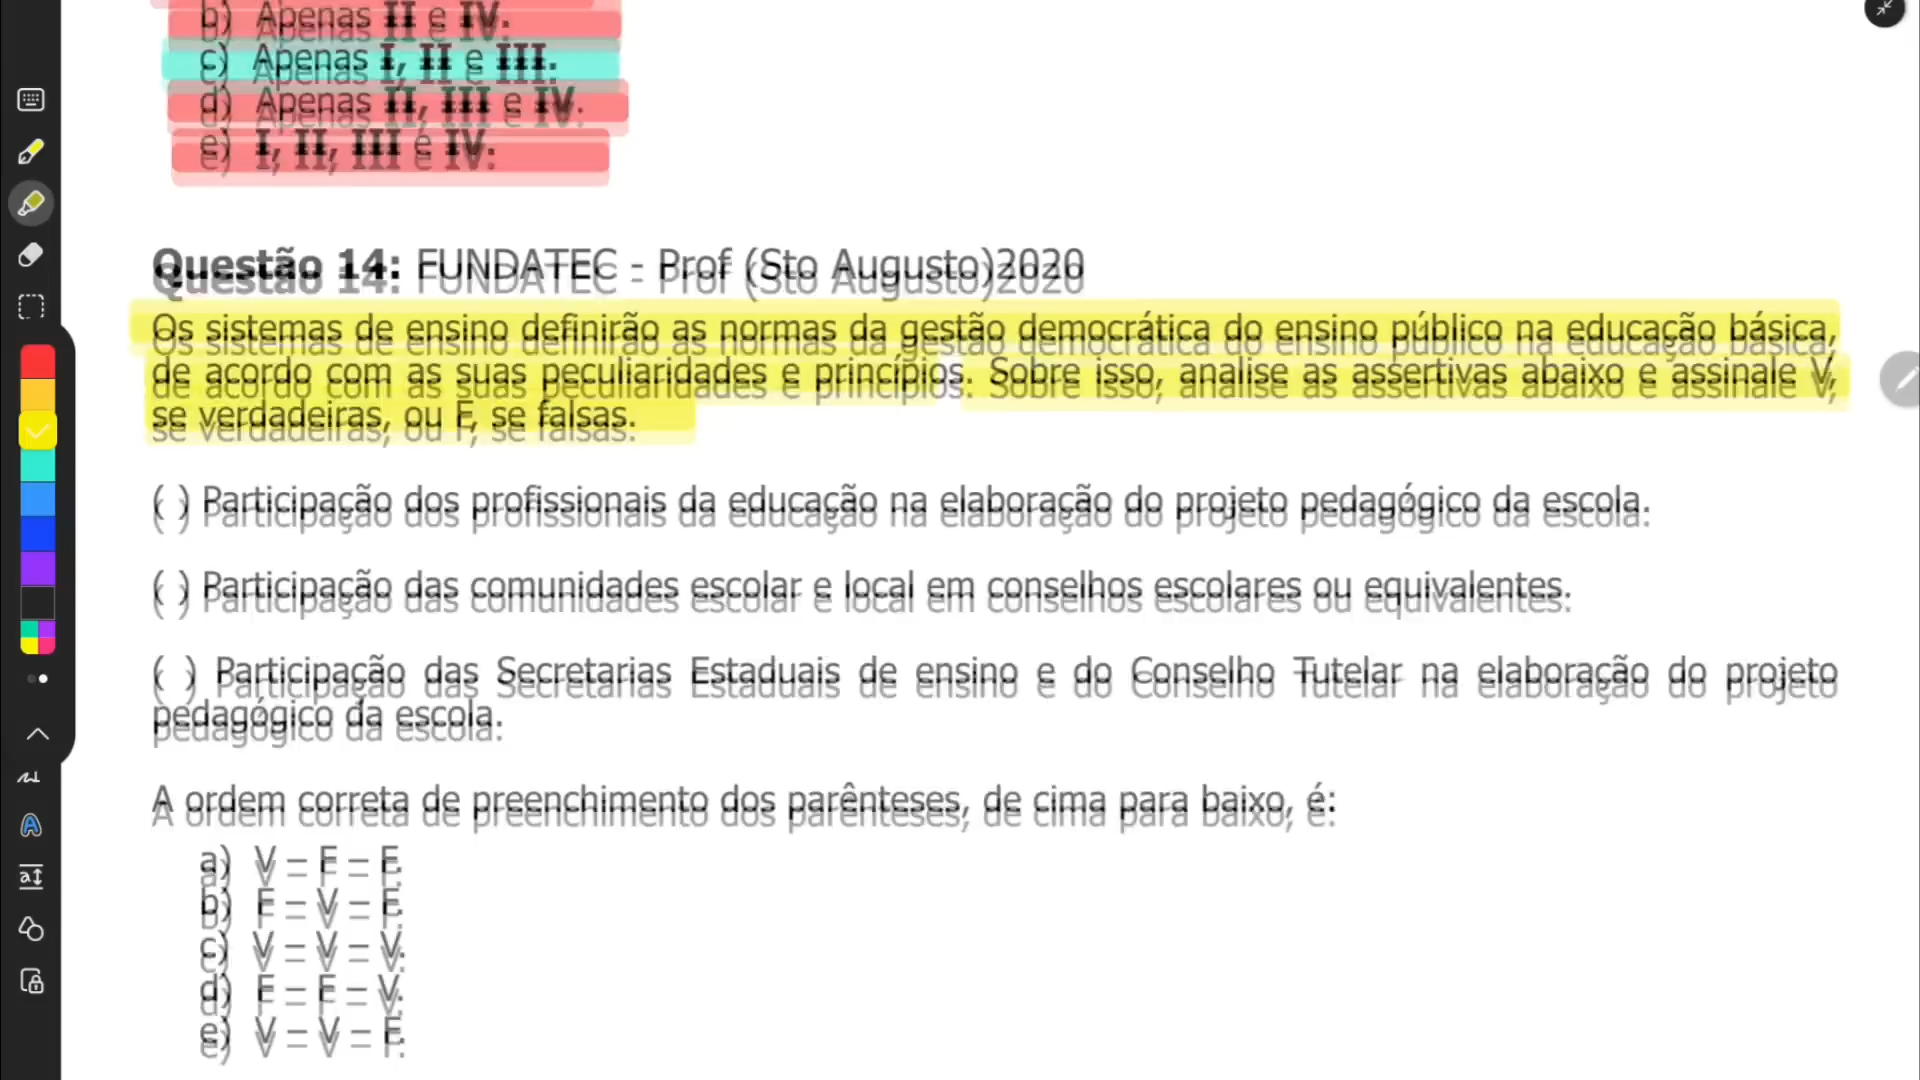 b) Apenas II e IV.
c) Apenas I, II e III.
d) Apenas II, III e IV.
e) I, II, III e IV.
Questão 14: FUNDATEC - Prof (Sto Augusto)2020
Os sistemas de ensino definirão as normas da gestão democrática do ensino público na educação básica,
de acordo com as suas peculiaridades e princípios. Sobre isso, analise as assertivas abaixo e assinale V,
se verdadeiras, ou F, se falsas.
( ) Participação dos profissionais da educação na elaboração do projeto pedagógico da escola.
( ) Participação das comunidades escolar e local em conselhos escolares ou equivalentes.
( ) Participação das Secretarias Estaduais de ensino e do Conselho Tutelar na elaboração do projeto
pedagógico da escola.
A ordem correta de preenchimento dos parênteses, de cima para baixo, é:
a) V – F – F.
b) F – V – F.
c) V – V – V.
d) F – F – V.
e) V – V – F.